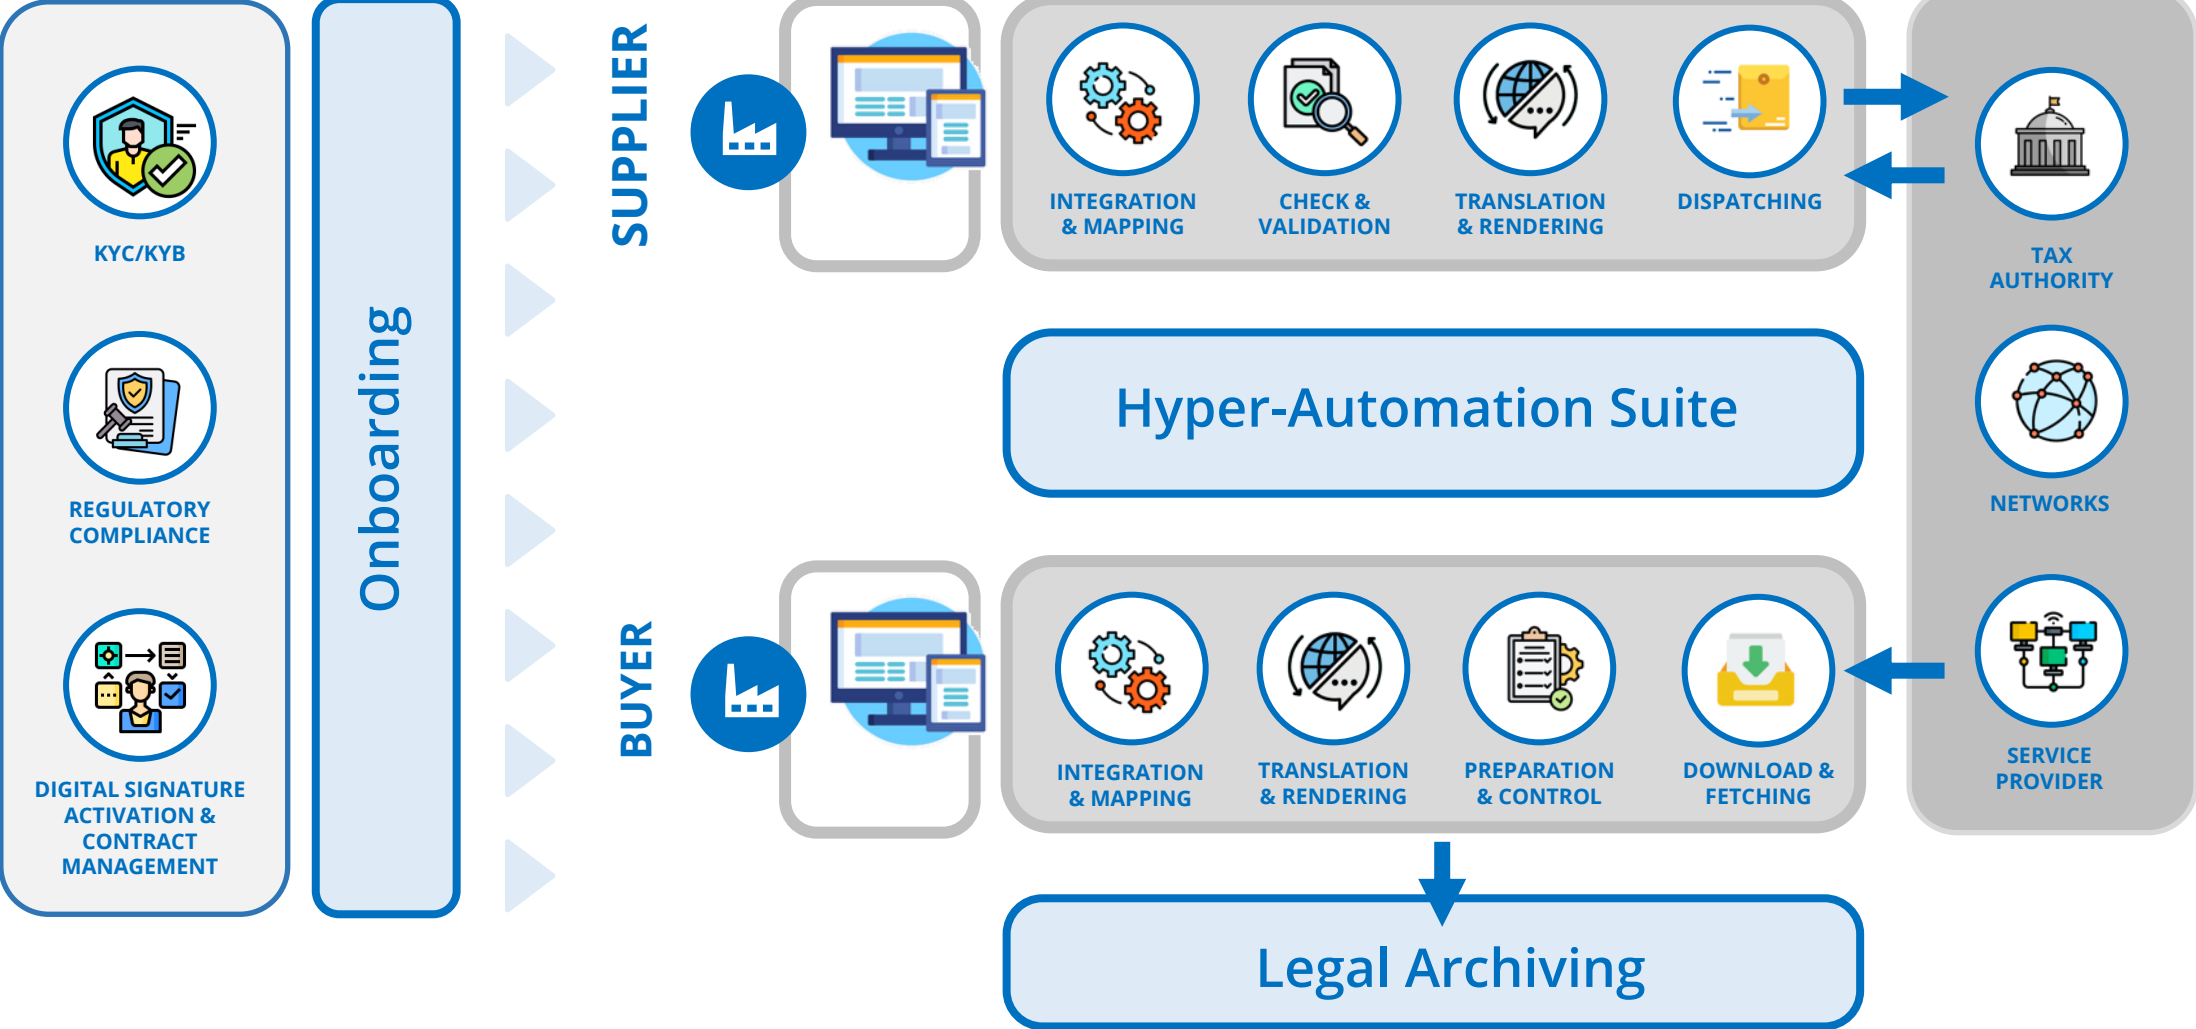 KYC/KYB
REGULATORY
COMPLIANCE
DIGITAL SIGNATURE
ACTIVATION &
CONTRACT
MANAGEMENT
Onboarding
SUPPLIER
INTEGRATION
& MAPPING
CHECK &
VALIDATION
TRANSLATION
& RENDERING
DISPATCHING
TAX
AUTHORITY
Hyper-Automation Suite
NETWORKS
BUYER
INTEGRATION
& MAPPING
TRANSLATION
& RENDERING
PREPARATION
& CONTROL
DOWNLOAD &
FETCHING
SERVICE
PROVIDER
Legal Archiving